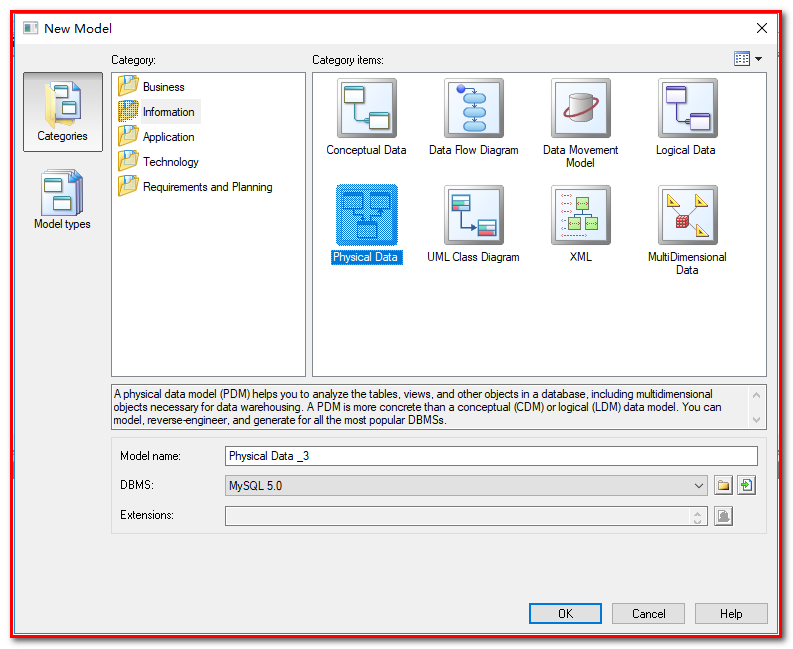 New Model
Category:
Category items:
Categories
Model types
Business
Information
Application
Technology
Requirements and Planning
Conceptual Data
Data Flow Diagram
Data Movement
Model
Logical Data
Physical Data
UML Class Diagram
XML
MultiDimensional
Data
A physical data model (PDM) helps you to analyze the tables, views, and other objects in a database, including multidimensional
objects necessary for data warehousing. A PDM is more concrete than a conceptual (CDM) or logical (LDM) data model. You can
model, reverse-engineer, and generate for all the most popular DBMSs.
Model name:
Physical Data _3
DBMS:
MySQL 5.0
Extensions:
OK
Cancel
Help